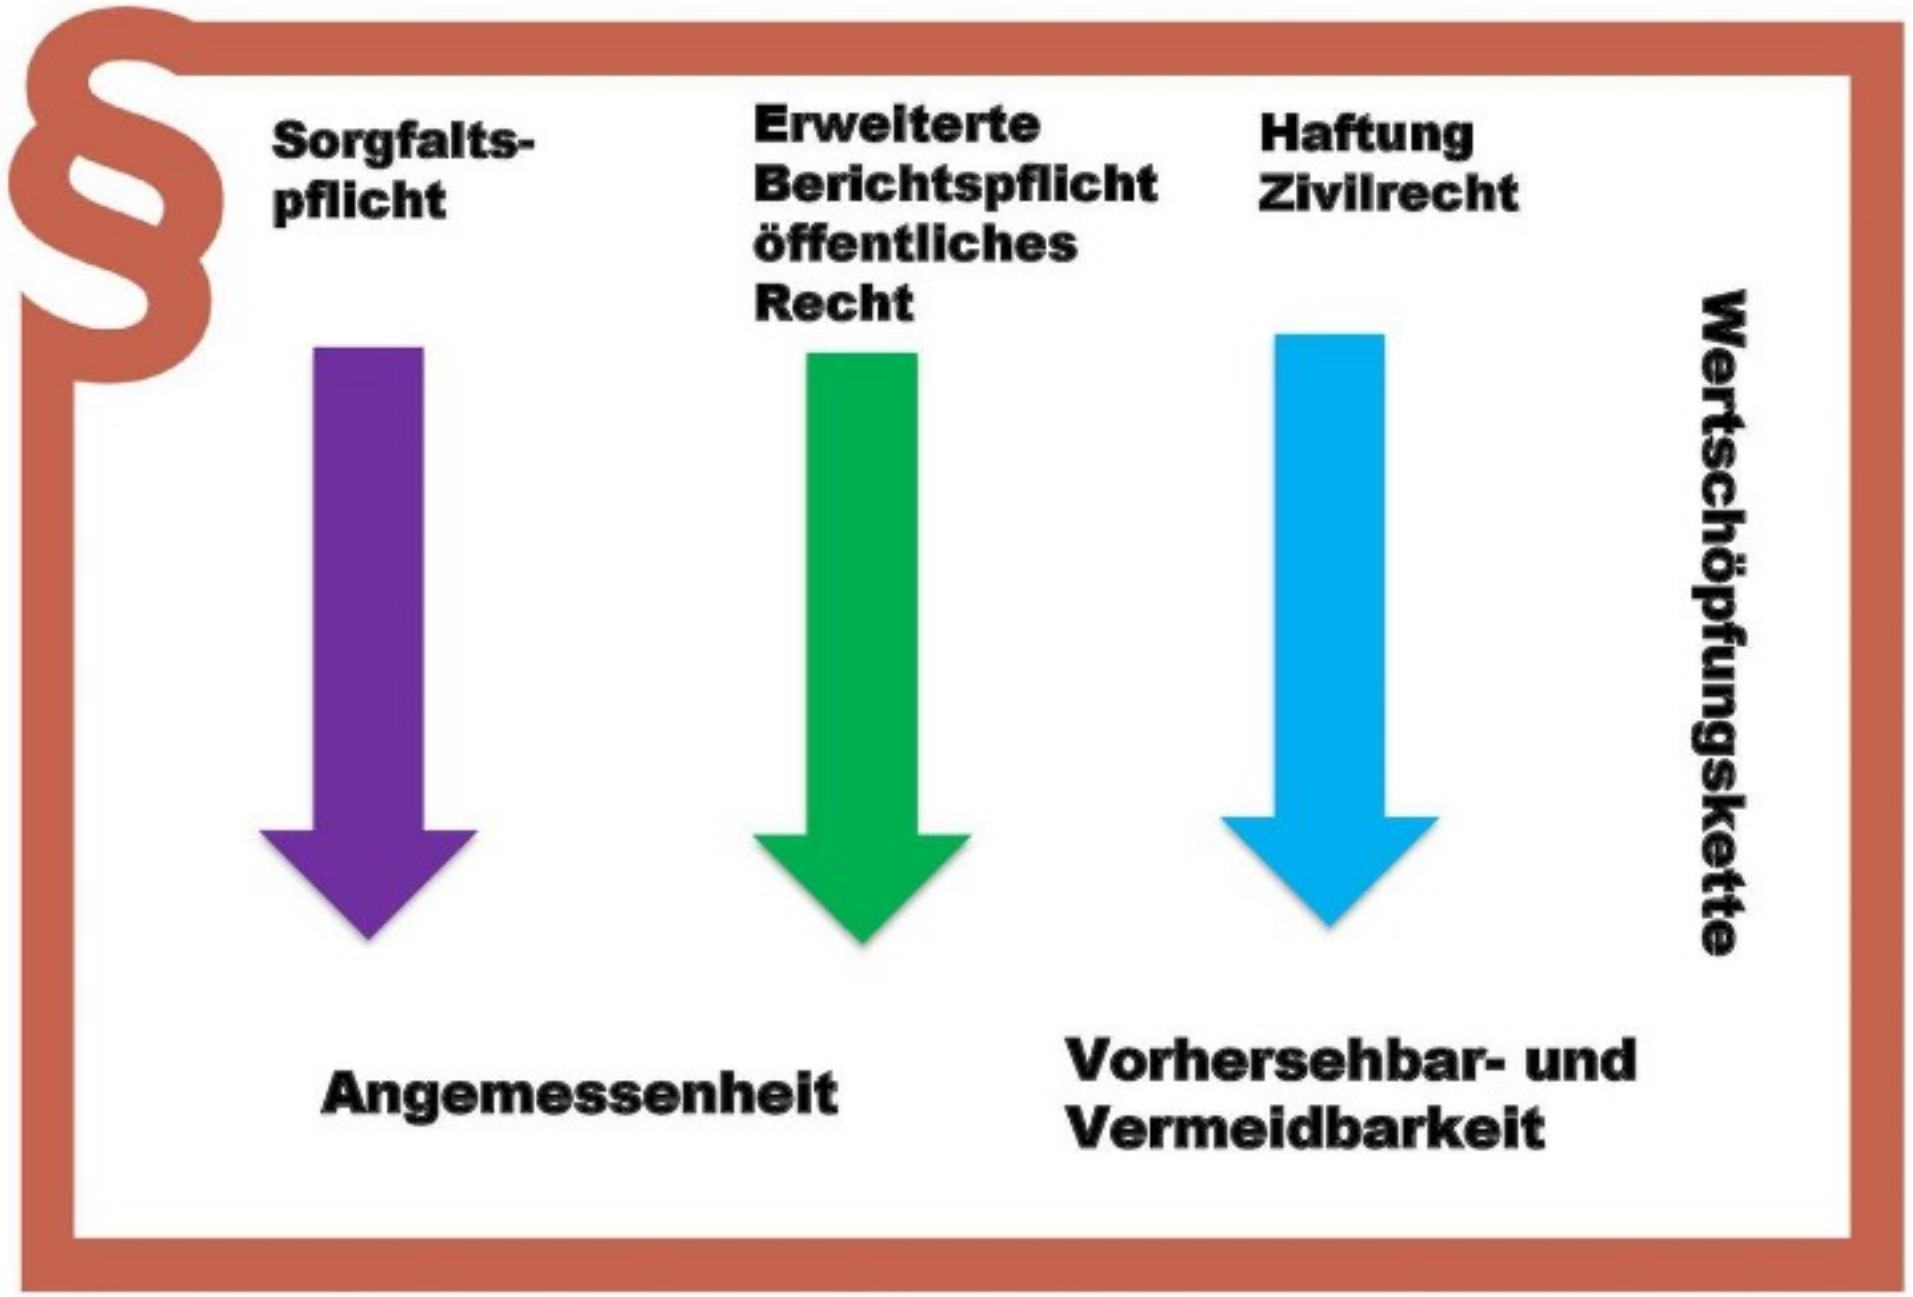 §
Sorgfalts-
pflicht
Erweiterte
Berichtspflicht
öffentliches
Recht
Haftung
Zivilrecht
Wertschöpfungskette
Angemessenheit
Vorhersehbar- und
Vermeidbarkeit